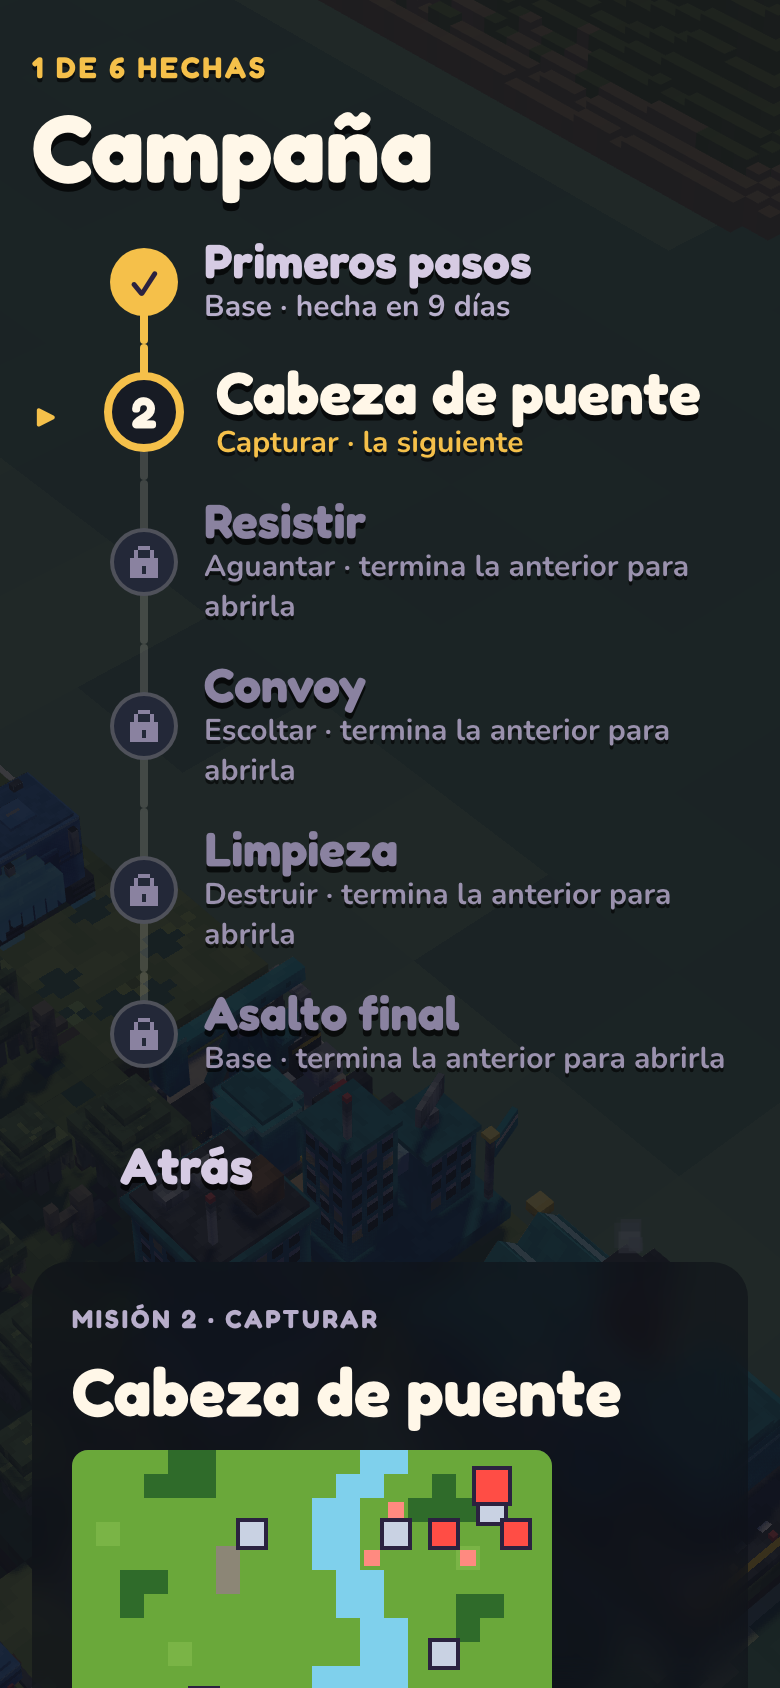 1 DE 6 HECHAS
Campaña
Primeros pasos
Base · hecha en 9 días
2
Cabeza de puente
Capturar · la siguiente
Resistir
Aguantar · termina la anterior para
abrirla
Convoy
Escoltar · termina la anterior para
abrirla
Limpieza
Destruir · termina la anterior para
abrirla
Asalto final
Base · termina la anterior para abrirla
Atrás
MISIÓN 2 · CAPTURAR
Cabeza de puente